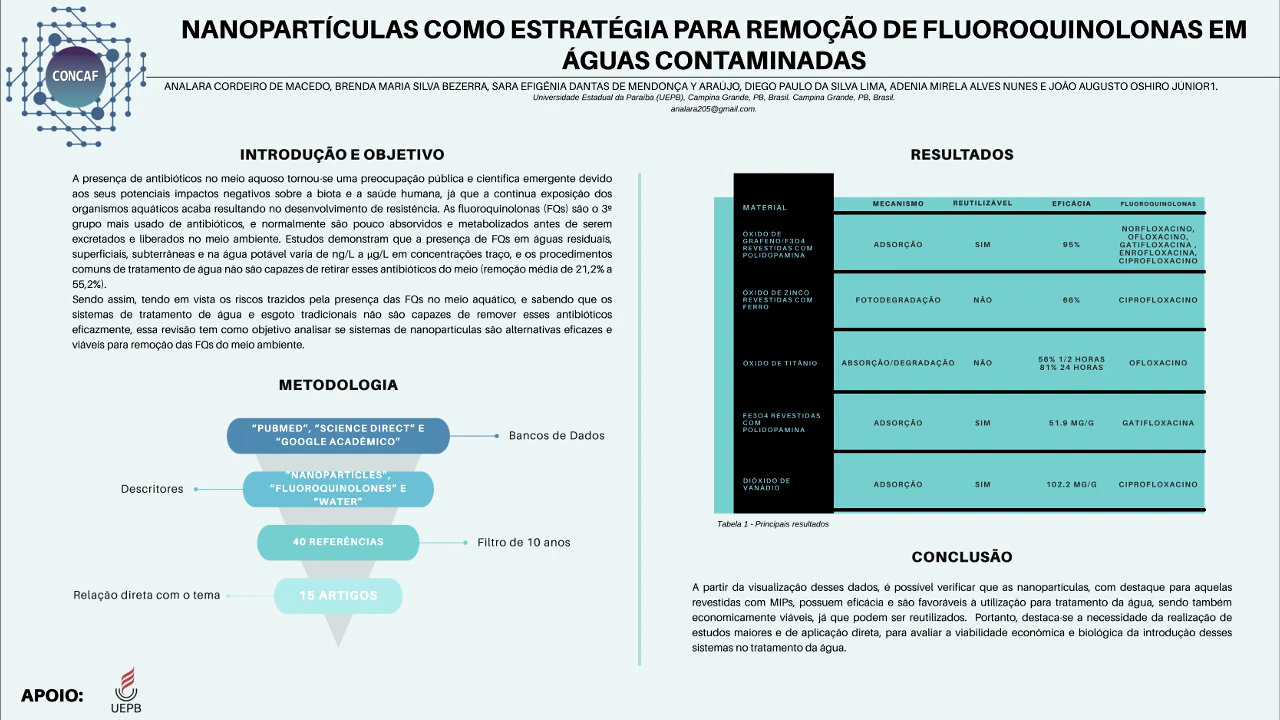 NANOPARTÍCULAS COMO ESTRATÉGIA PARA REMOÇÃO DE FLUOROQUINOLONAS EM
ÁGUAS CONTAMINADAS
CONCAF
ANALARA CORDEIRO DE MACEDO, BRENDA MARIA SILVA BEZERRA, SARA EFIGÊNIA DANTAS DE MENDONÇA Y ARAÚJO, DIEGO PAULO DA SILVA LIMA, ADENIA MIRELA ALVES NUNES E JOÃO AUGUSTO OSHIRO JÚNIOR1.
Universidade Estadual da Paraíba (UEPB), Campina Grande, PB, Brasil. Campina Grande, PB, Brasil.
analara205@gmail.com.
INTRODUÇÃO E OBJETIVO
A presença de antibióticos no meio aquoso tornou-se uma preocupação pública e científica emergente devido
aos seus potenciais impactos negativos sobre a biota e a saúde humana, já que a continua exposição dos
organismos aquáticos acaba resultando no desenvolvimento de resistência. As fluoroquinolonas (FQs) são o 3º
grupo mais usado de antibióticos, e normalmente são pouco absorvidos e metabolizados antes de serem
excretados e liberados no meio ambiente. Estudos demonstram que a presença de FQs em águas residuais,
superficiais, subterrâneas e na água potável varia de ng/L a µg/L em concentrações traço, e os procedimentos
comuns de tratamento de água não são capazes de retirar esses antibióticos do meio (remoção média de 21,2% a
55,2%).
Sendo assim, tendo em vista os riscos trazidos pela presença das FQs no meio aquático, e sabendo que os
sistemas de tratamento de água e esgoto tradicionais não são capazes de remover esses antibióticos
eficazmente, essa revisão tem como objetivo analisar se sistemas de nanopartículas são alternativas eficazes e
viáveis para remoção das FQs do meio ambiente.
METODOLOGIA
"PUBMED", "SCIENCE DIRECT" E
"GOOGLE ACADÊMICO"
Bancos de Dados
Descritores
"NANOPARTICLES",
"FLUOROQUINOLONES" E
"WATER"
40 REFERÊNCIAS
Filtro de 10 anos
Relação direta com o tema
15 ARTIGOS
APOIO:
UEPB
RESULTADOS
MATERIAL MECANISMO REUTILIZÁVEL EFICÁCIA FLUOROQUINOLONAS
ÓXIDO DE
GRAFENO/F3O4
REVESTIDAS COM
POLIDOPAMINA
ADSORÇÃO SIM 95%
NORFLOXACINO,
OFLOXACINO,
GATIFLOXACINA ,
ENROFLOXACINA,
CIPROFLOXACINO
ÓXIDO DE ZINCO
REVESTIDAS COM
FERRO
FOTODEGRADAÇÃO NÃO 66% CIPROFLOXACINO
ÓXIDO DE TITÂNIO ABSORÇÃO/DEGRADAÇÃO NÃO
56% 1/2 HORAS
81% 24 HORAS
OFLOXACINO
FE3O4 REVESTIDAS
COM
POLIDOPAMINA
ADSORÇÃO SIM 51.9 MG/G GATIFLOXACINA
DIÓXIDO DE
VANÁDIO
ADSORÇÃO SIM 102.2 MG/G CIPROFLOXACINO
Tabela 1 - Principais resultados
CONCLUSÃO
A partir da visualização desses dados, é possível verificar que as nanopartículas, com destaque para aquelas
revestidas com MIPs, possuem eficácia e são favoráveis à utilização para tratamento da água, sendo também
economicamente viáveis, já que podem ser reutilizados. Portanto, destaca-se a necessidade da realização de
estudos maiores e de aplicação direta, para avaliar a viabilidade econômica e biológica da introdução desses
sistemas no tratamento da água.